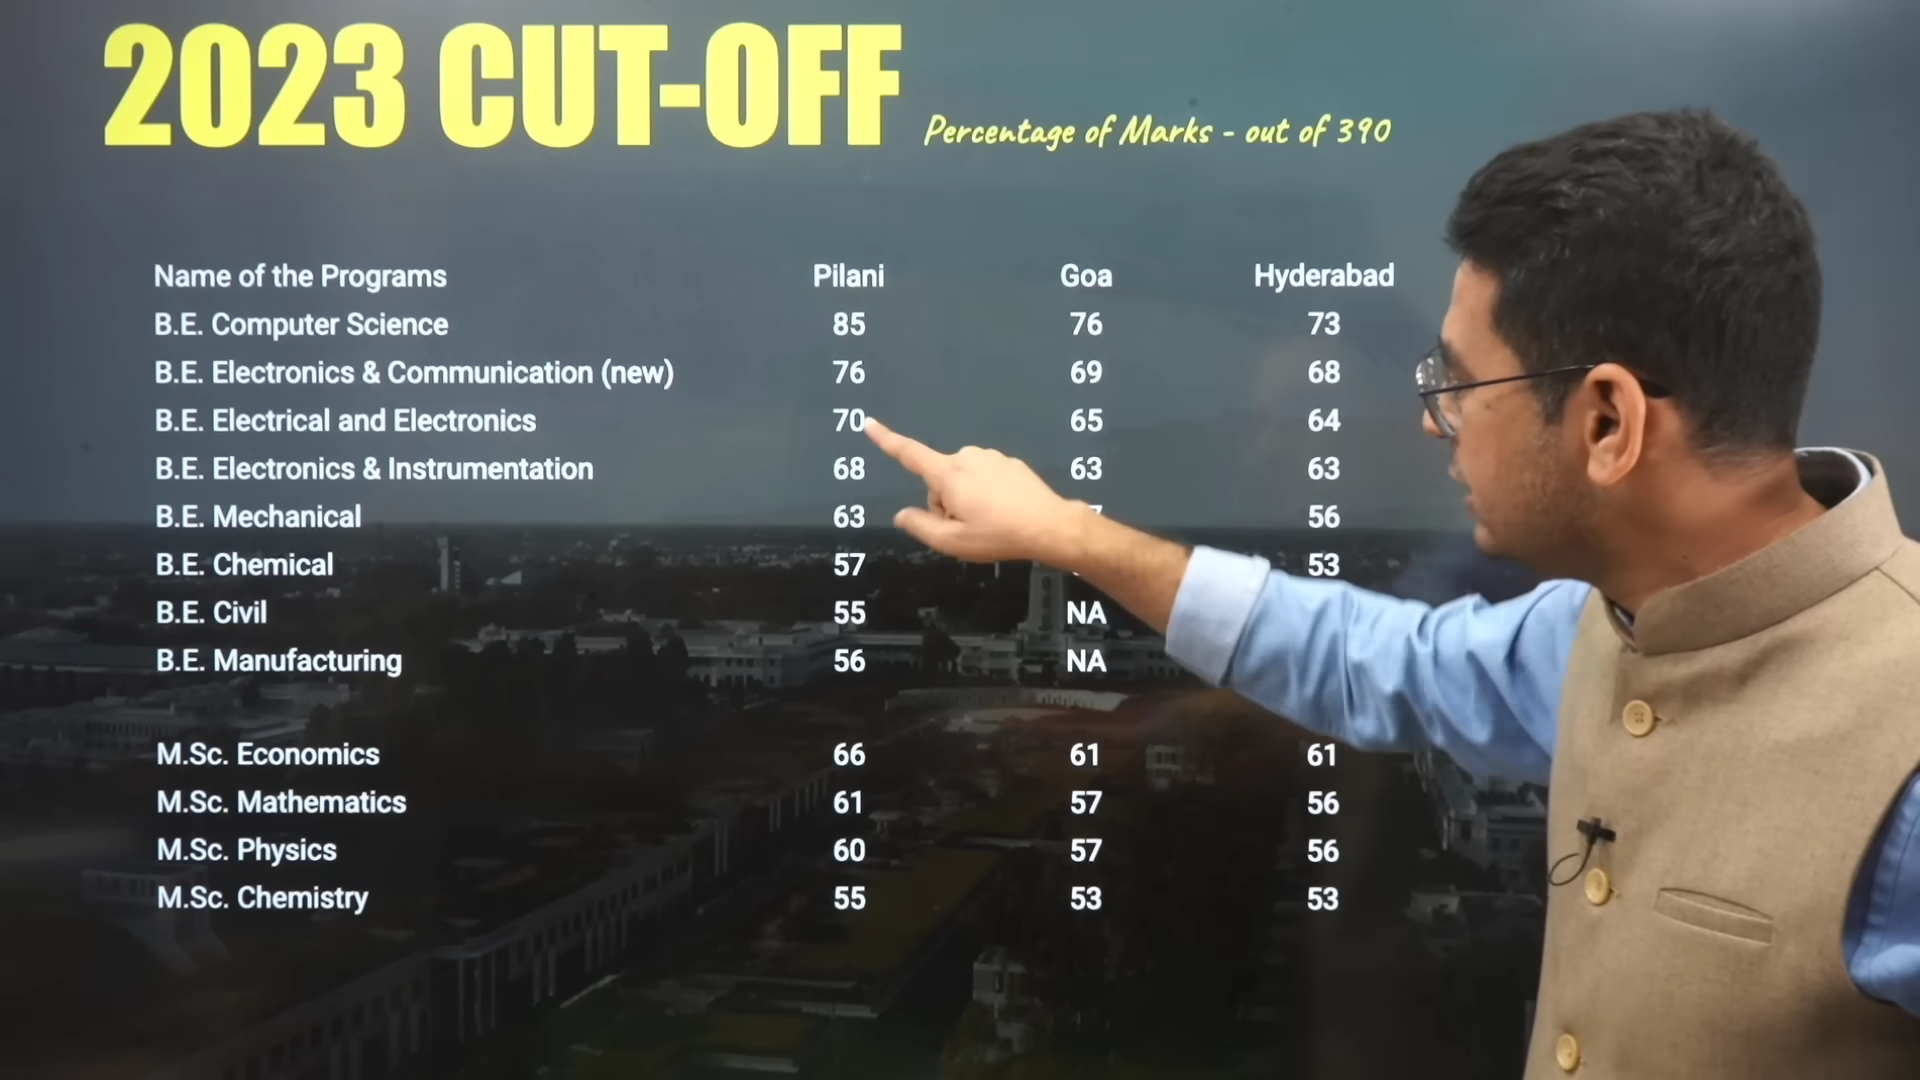 2023 CUT-OFF Percentage of Marks - out of 390
Name of the Programs Pilani Goa Hyderabad
B.E. Computer Science 85 76 73
B.E. Electronics & Communication (new) 76 69 68
B.E. Electrical and Electronics 70 65 64
B.E. Electronics & Instrumentation 68 63 63
B.E. Mechanical 63 56
B.E. Chemical 57 53
B.E. Civil 55 NA
B.E. Manufacturing 56 NA
M.Sc. Economics 66 61 61
M.Sc. Mathematics 61 57 56
M.Sc. Physics 60 57 56
M.Sc. Chemistry 55 53 53